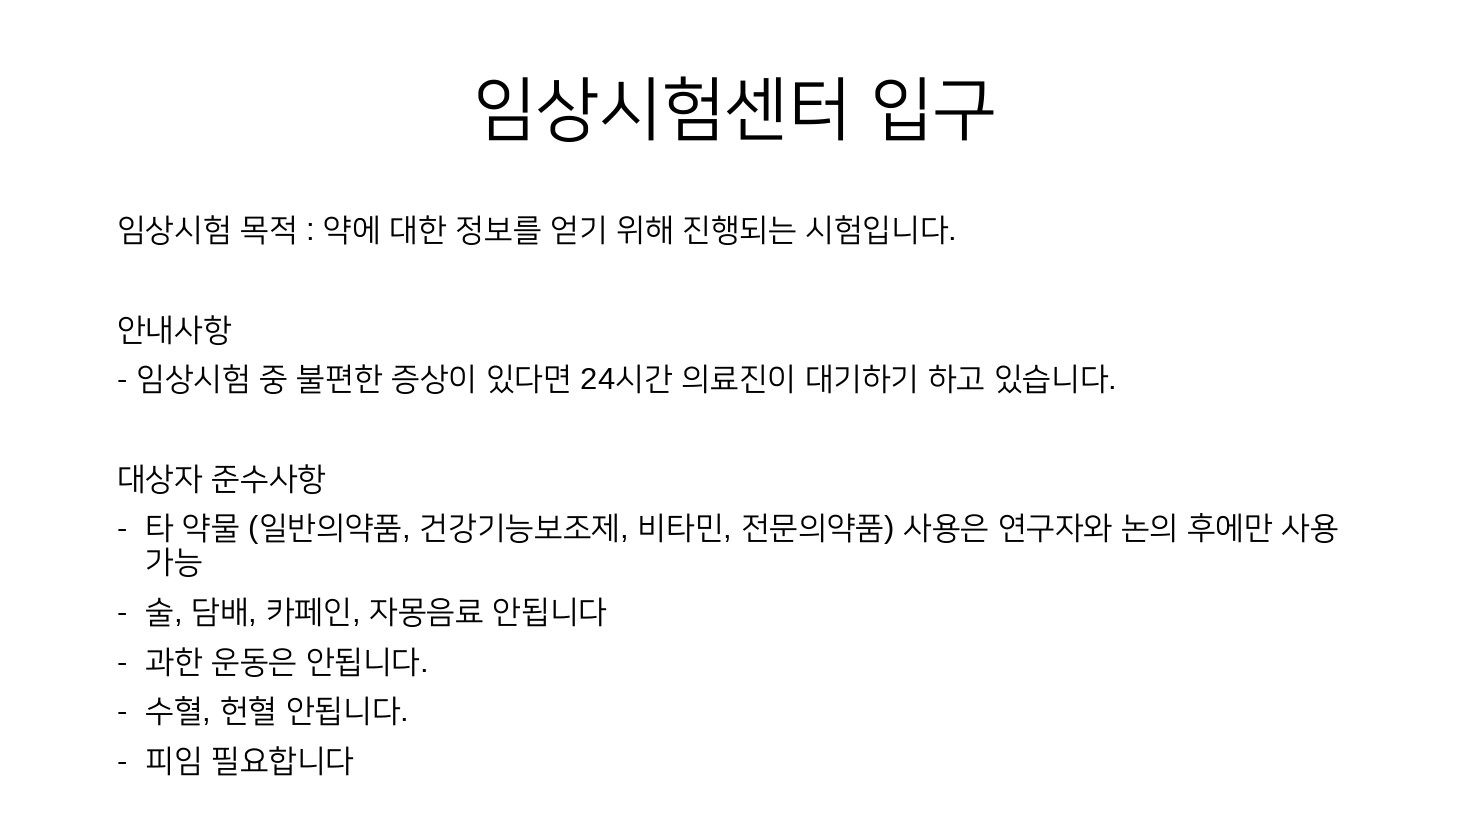 임상시험센터 입구
임상시험 목적 : 약에 대한 정보를 얻기 위해 진행되는 시험입니다.
안내사항
- 임상시험 중 불편한 증상이 있다면 24시간 의료진이 대기하기 하고 있습니다.
대상자 준수사항
- 타 약물 (일반의약품, 건강기능보조제, 비타민, 전문의약품) 사용은 연구자와 논의 후에만 사용
가능
- 술, 담배, 카페인, 자몽음료 안됩니다
- 과한 운동은 안됩니다.
- 수혈, 헌혈 안됩니다.
- 피임 필요합니다